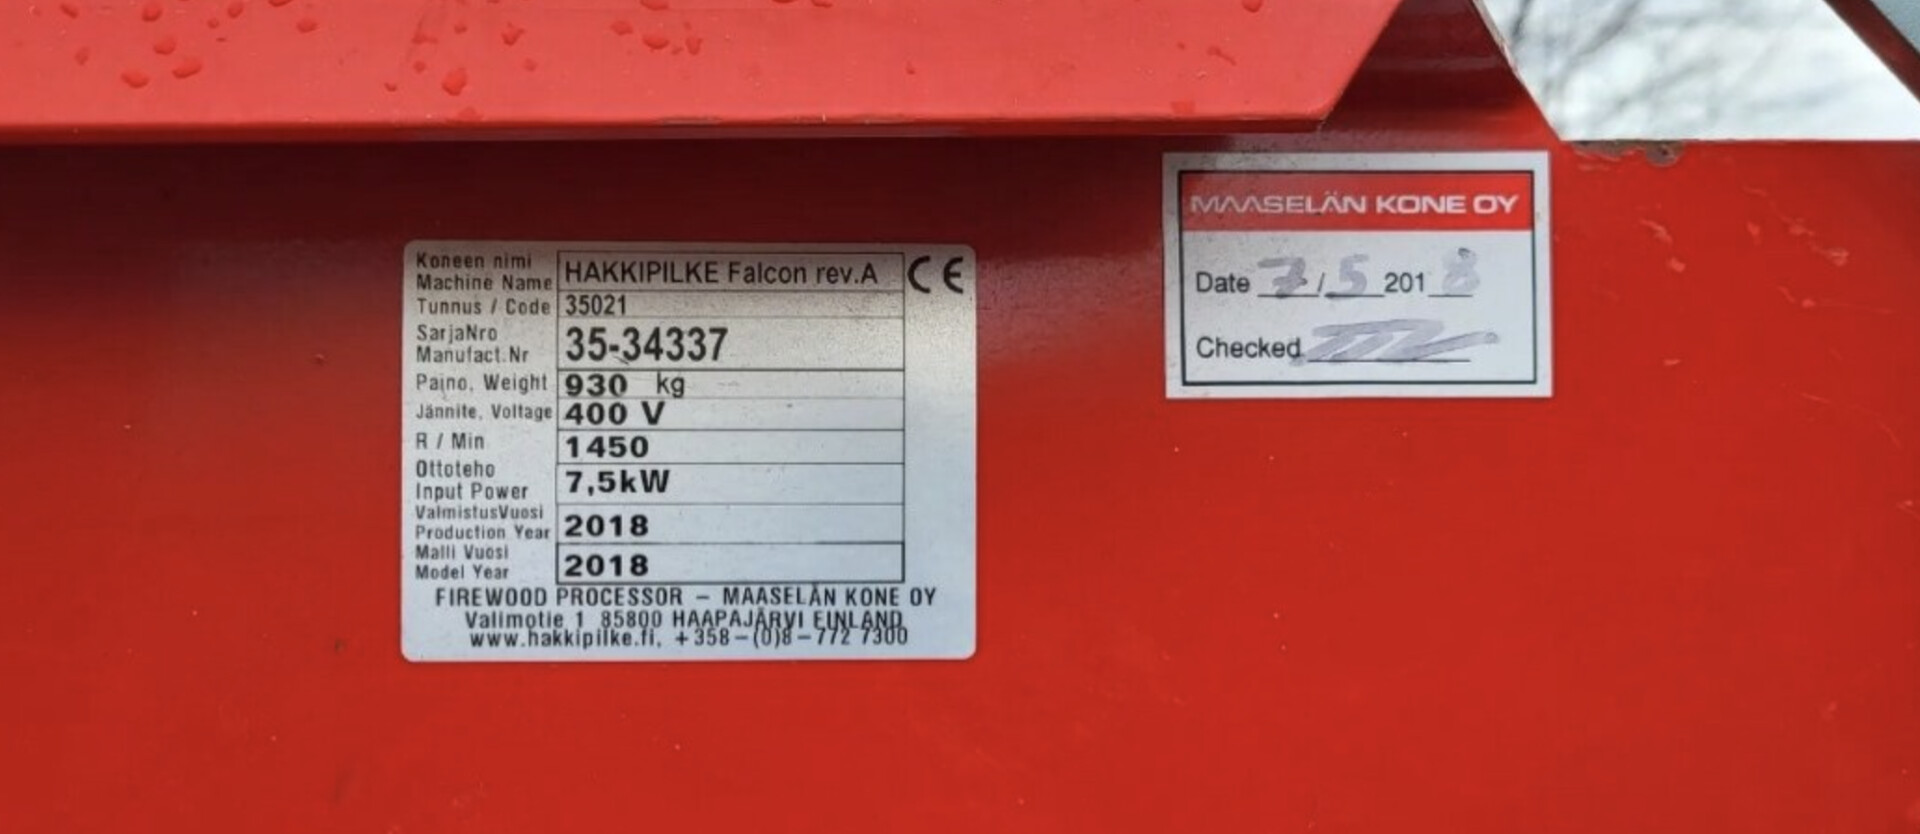 Koneen nimi
Machine Name HAKKIPILKE Falcon rev.A CE
Tunnus / Code 35021
SarjaNro
Manufact.Nr 35-34337
Paino, Weight 930 kg
Jännite, Voltage 400 V
R / Min 1450
Ottoteho
Input Power 7,5kW
ValmistusVuosi
Production Year 2018
Malli Vuosi
Model Year 2018
FIREWOOD PROCESSOR – MAASELÄN KONE OY
Valimotie 1 85800 HAAPAJÄRVI FINLAND
www.hakkipilke.fi, +358–(0)8–772 7300
MAASELÄN KONE OY
Date 7/5 2018
Checked